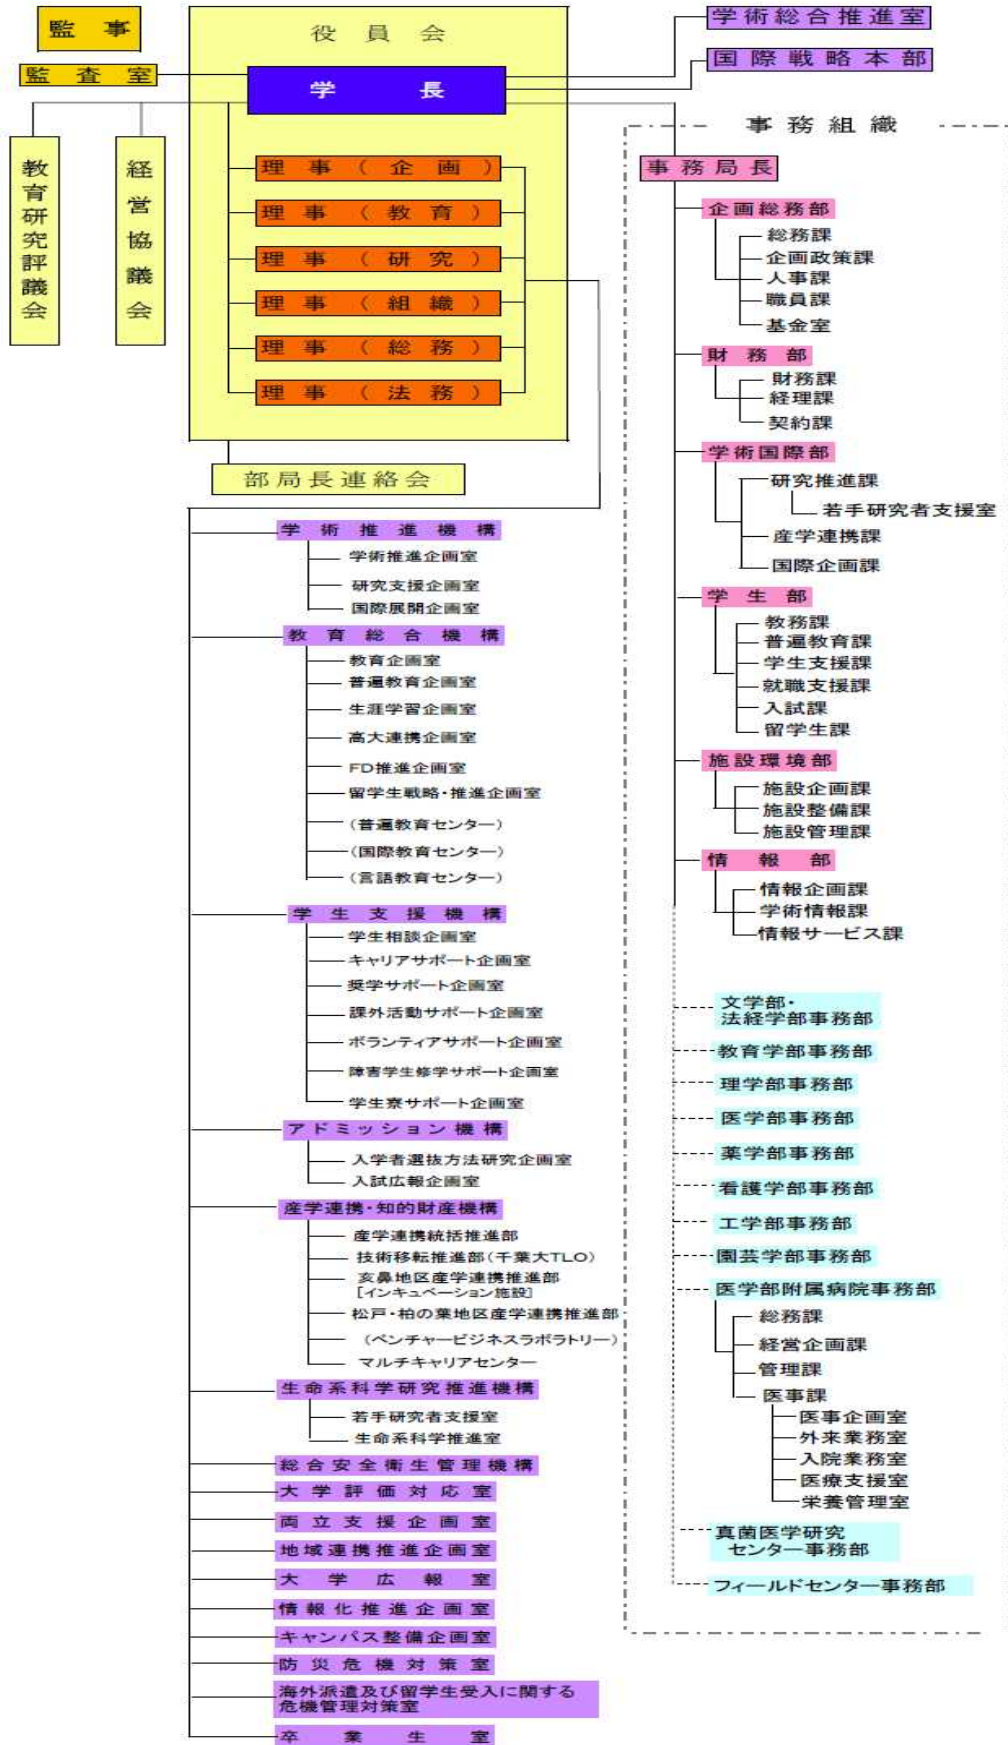 監事
監査室
教育研究評議会
経営協議会
役員会
学長
理事(企画)
理事(教育)
理事(研究)
理事(組織)
理事(総務)
理事(法務)
部局長連絡会
学術総合推進室
国際戦略本部
学術推進機構
学術推進企画室
研究支援企画室
国際展開企画室
教育総合機構
教育企画室
普遍教育企画室
生涯学習企画室
高大連携企画室
FD推進企画室
留学生戦略・推進企画室
(普遍教育センター)
(国際教育センター)
(言語教育センター)
学生支援機構
学生相談企画室
キャリアサポート企画室
奨学サポート企画室
課外活動サポート企画室
ボランティアサポート企画室
障害学生修学サポート企画室
学生寮サポート企画室
アドミッション機構
入学者選抜方法研究企画室
入試広報企画室
産学連携・知的財産機構
産学連携統括推進部
技術移転推進部(千葉大TLO)
亥鼻地区産学連携推進部
[インキュベーション施設]
松戸・柏の葉地区産学連携推進部
(ベンチャービジネスラボラトリー)
マルチキャリアセンター
生命系科学研究推進機構
若手研究者支援室
生命系科学推進室
総合安全衛生管理機構
大学評価対応室
両立支援企画室
地域連携推進企画室
大学広報室
情報化推進企画室
キャンパス整備企画室
防災危機対策室
海外派遣及び留学生受入に関する
危機管理対策室
卒業生室
事務組織
事務局長
企画総務部
総務課
企画政策課
人事課
職員課
基金室
財務部
財務課
経理課
契約課
学術国際部
研究推進課
若手研究者支援室
産学連携課
国際企画課
学生部
教務課
普遍教育課
学生支援課
就職支援課
入試課
留学生課
施設環境部
施設企画課
施設整備課
施設管理課
情報部
情報企画課
学術情報課
情報サービス課
文学部・
法経学部事務部
教育学部事務部
理学部事務部
医学部事務部
薬学部事務部
看護学部事務部
工学部事務部
園芸学部事務部
医学部附属病院事務部
総務課
経営企画課
管理課
医事課
医事企画室
外来業務室
入院業務室
医療支援室
栄養管理室
真菌医学研究
センター事務部
フィールドセンター事務部